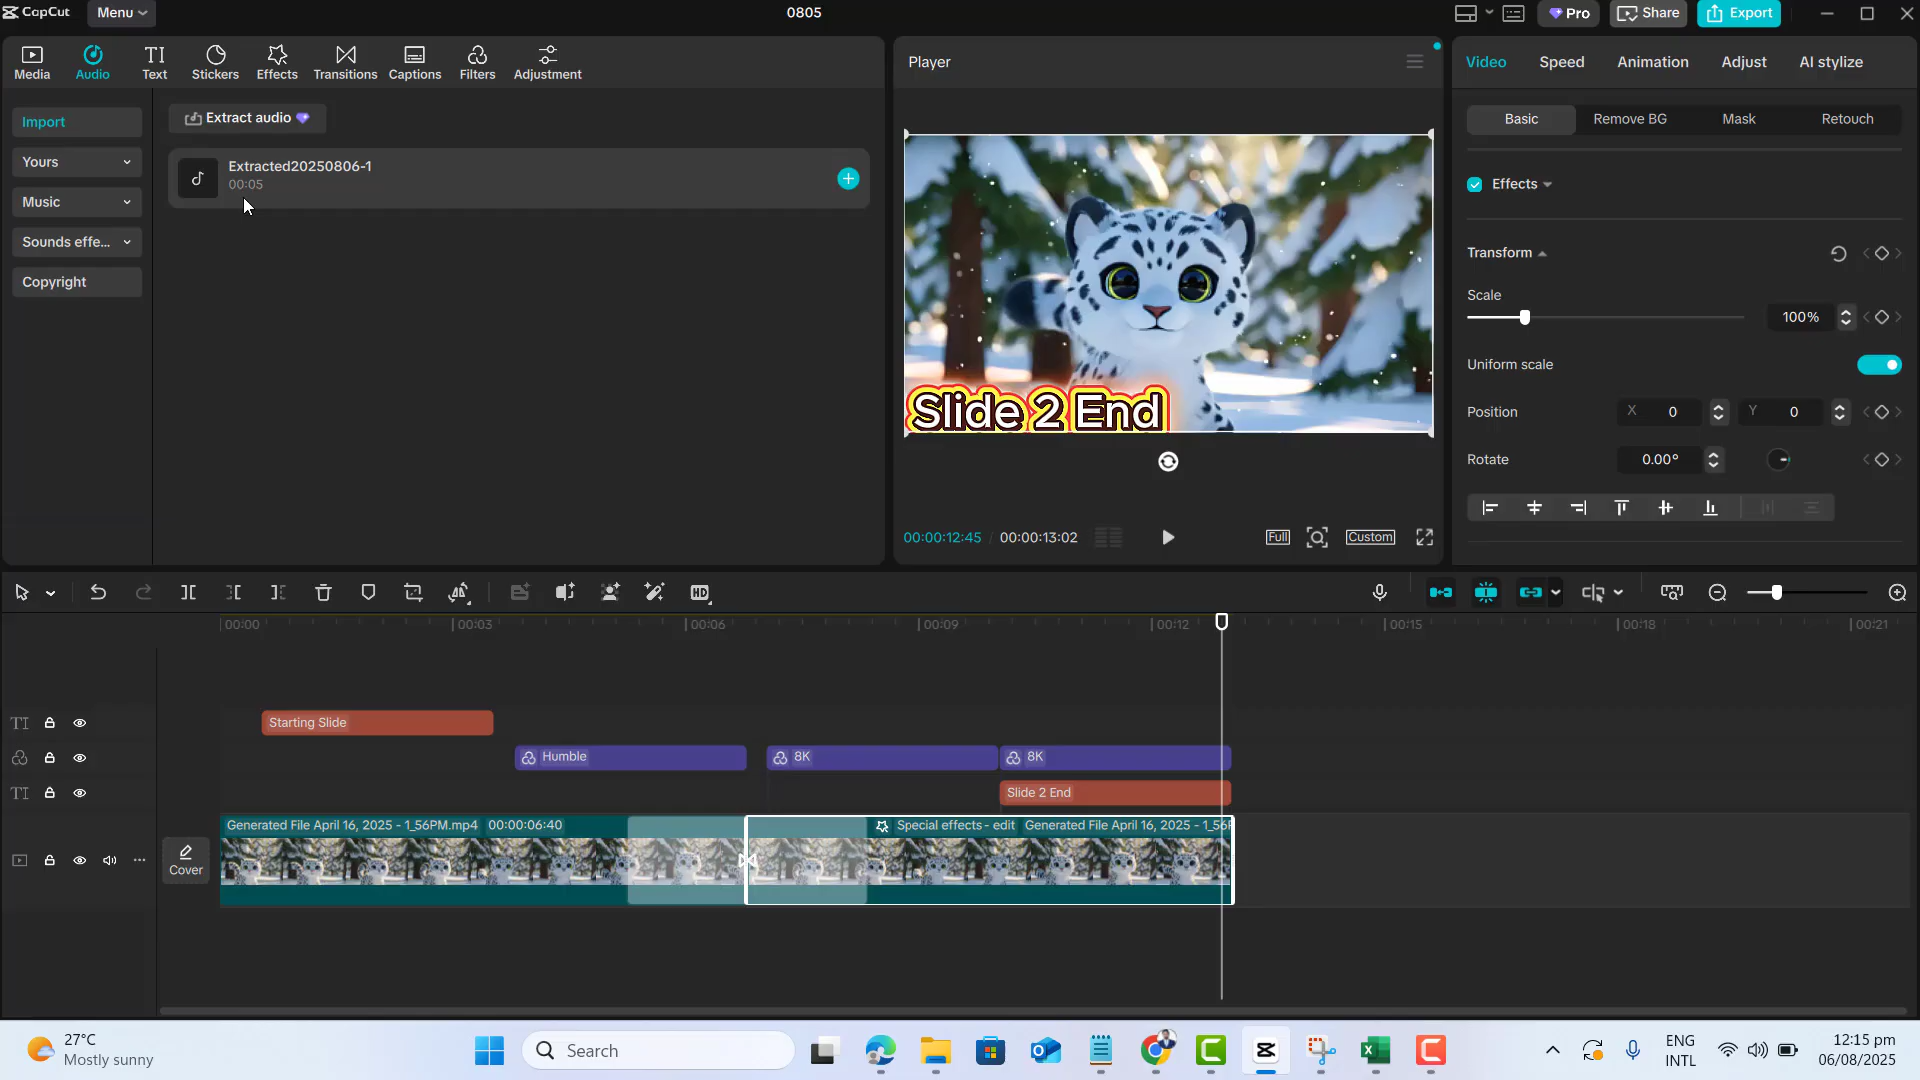 CapCut
Menu
0805
Pro
Share
Export
Media
Audio
Text
Stickers
Effects
Transitions
Captions
Filters
Adjustment
Import
Yours
Music
Sounds effe...
Copyright
Extract audio
Extracted20250806-1
00:05
Player
Slide 2 End
00:00:12:45 / 00:00:13:02
Full
Custom
Video
Speed
Animation
Adjust
AI stylize
Basic
Remove BG
Mask
Retouch
Effects
Transform
Scale
100%
Uniform scale
Position
X 0
Y 0
Rotate
0.00°
00:00
00:03
00:06
00:09
00:12
00:15
00:18
00:21
Starting Slide
Humble
8K
8K
Slide 2 End
Cover
Generated File April 16, 2025 - 1_56PM.mp4 00:00:06:40
Special effects - edit Generated File April 16, 2025 - 1_56P
27°C
Mostly sunny
Search
ENG
INTL
12:15 pm
06/08/2025